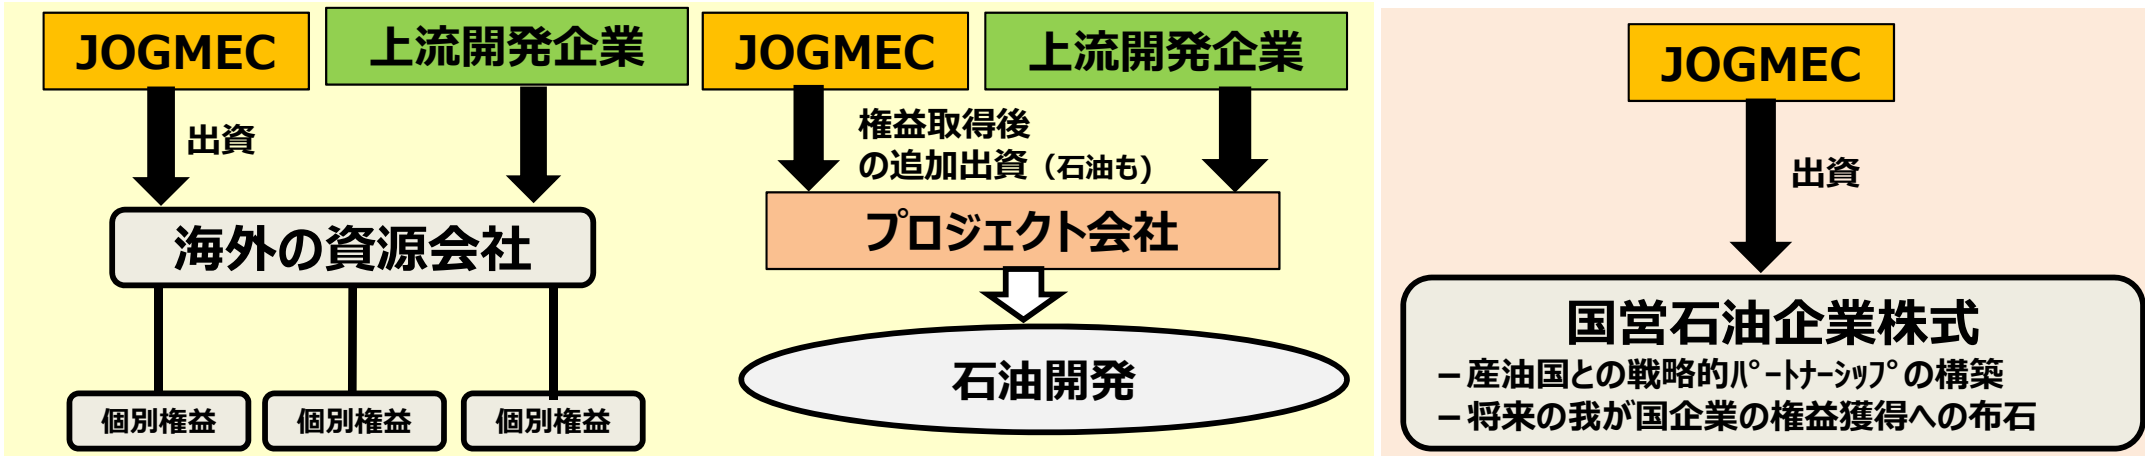 JOGMEC
上流開発企業
出資
海外の資源会社
個別権益
個別権益
個別権益
JOGMEC
上流開発企業
権益取得後
の追加出資（石油も)
プロジェクト会社
石油開発
JOGMEC
出資
国営石油企業株式
－産油国との戦略的ﾊﾟｰﾄﾅｰｼｯﾌﾟの構築
－将来の我が国企業の権益獲得への布石